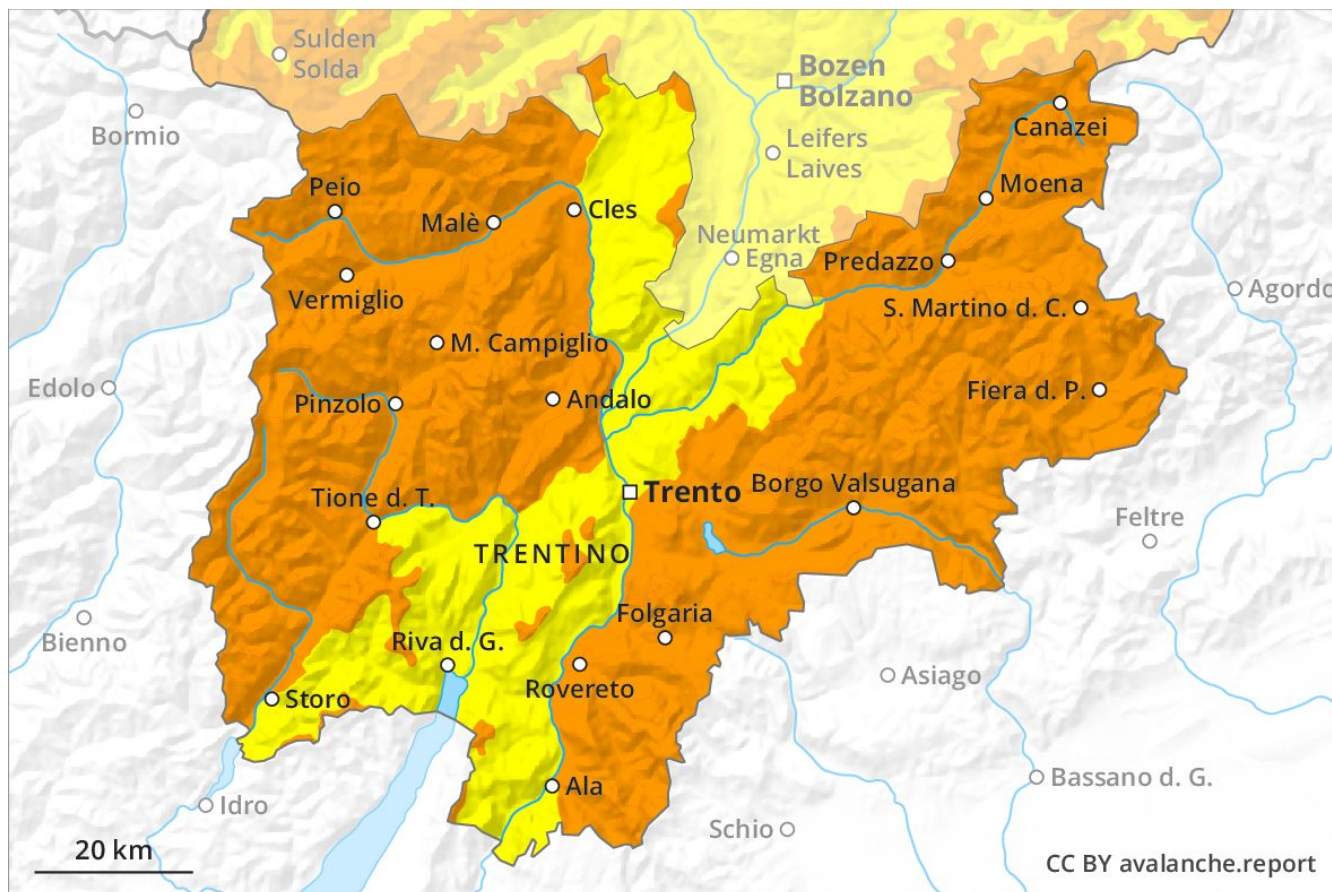 Sulden
Solda
Bozen
Bolzano
Bormio
Leifers
Laives
Canazei
Peio
Moena
Malè
Cles
Neumarkt
Egna
Predazzo
Vermiglio
Agordo
S. Martino d. C.
M. Campiglio
Edolo
Pinzolo
Andalo
Fiera d. P.
Tione d. T.
Trento
Borgo Valsugana
Feltre
TRENTINO
Bienno
Folgaria
Riva d. G.
Asiago
Storo
Rovereto
Bassano d. G.
Ala
Idro
Schio
20 km
CC BY avalanche.report